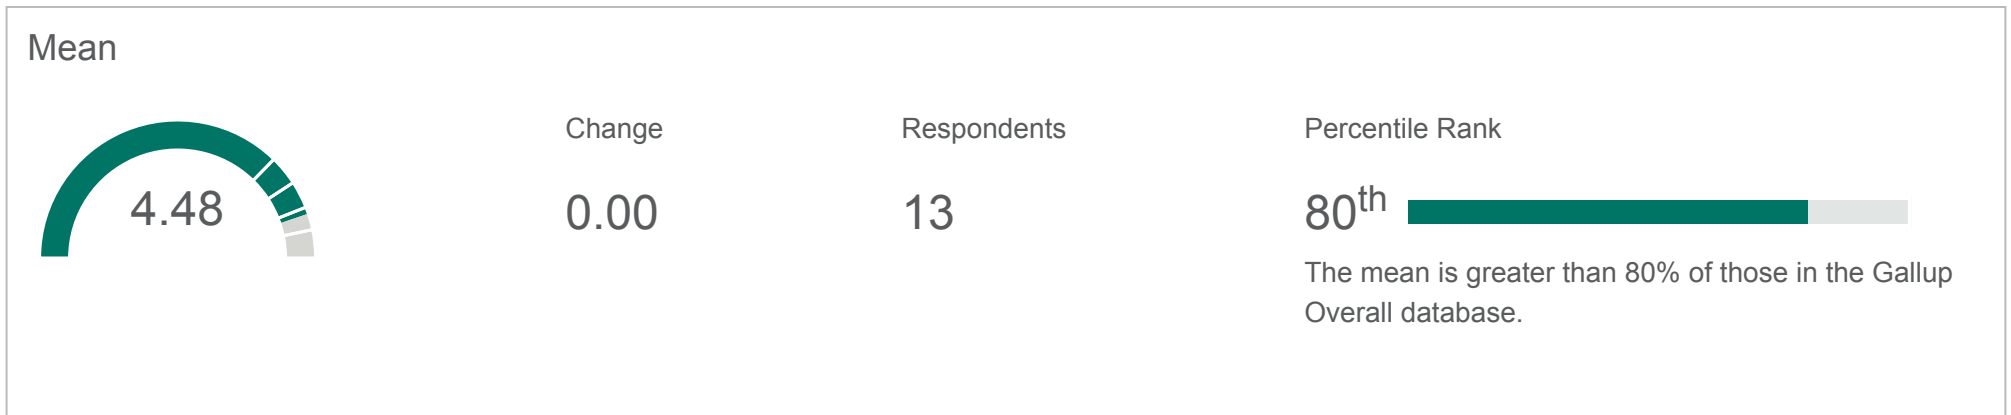 Mean
4.48
Change
0.00
Respondents
13
Percentile Rank
80th
The mean is greater than 80% of those in the Gallup
Overall database.